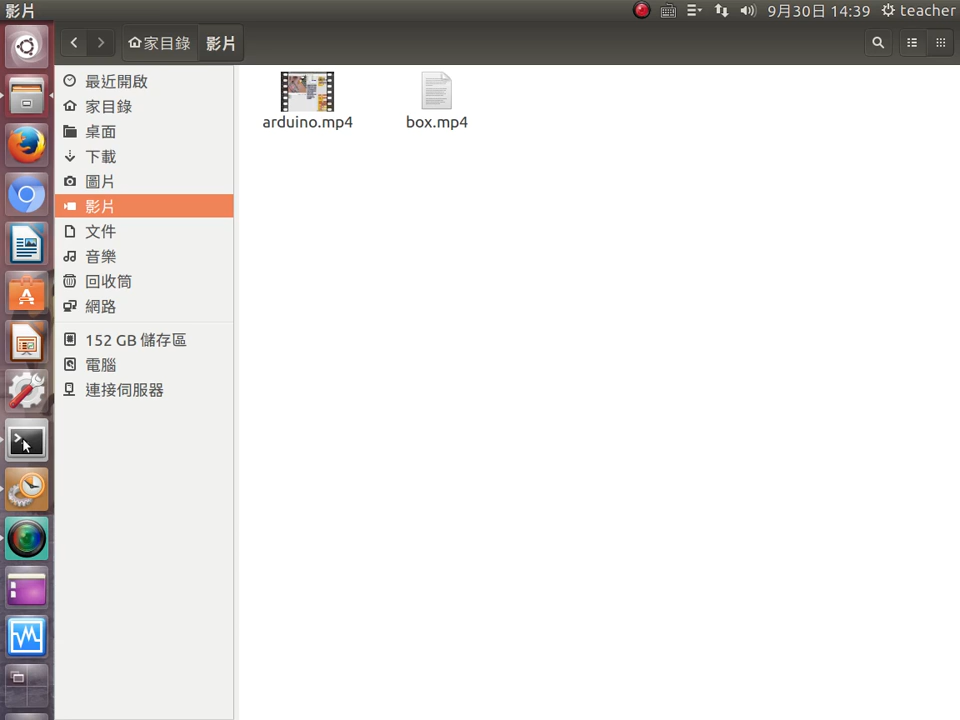 影片
9月30日 14:39
teacher
家目錄
影片
最近開啟
家目錄
桌面
下載
圖片
影片
文件
音樂
回收筒
網路
152 GB 儲存區
電腦
連接伺服器
arduino.mp4
box.mp4